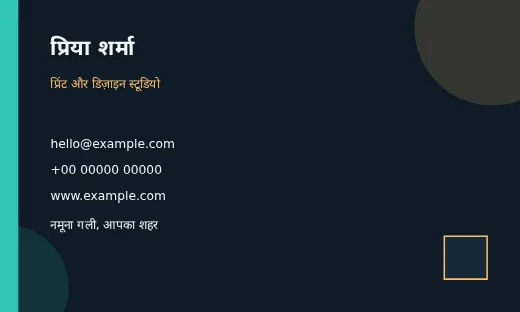 प्रिया शर्मा
प्रिंट और डिज़ाइन स्टूडियो
hello@example.com
+00 00000 00000
www.example.com
नमूना गली, आपका शहर